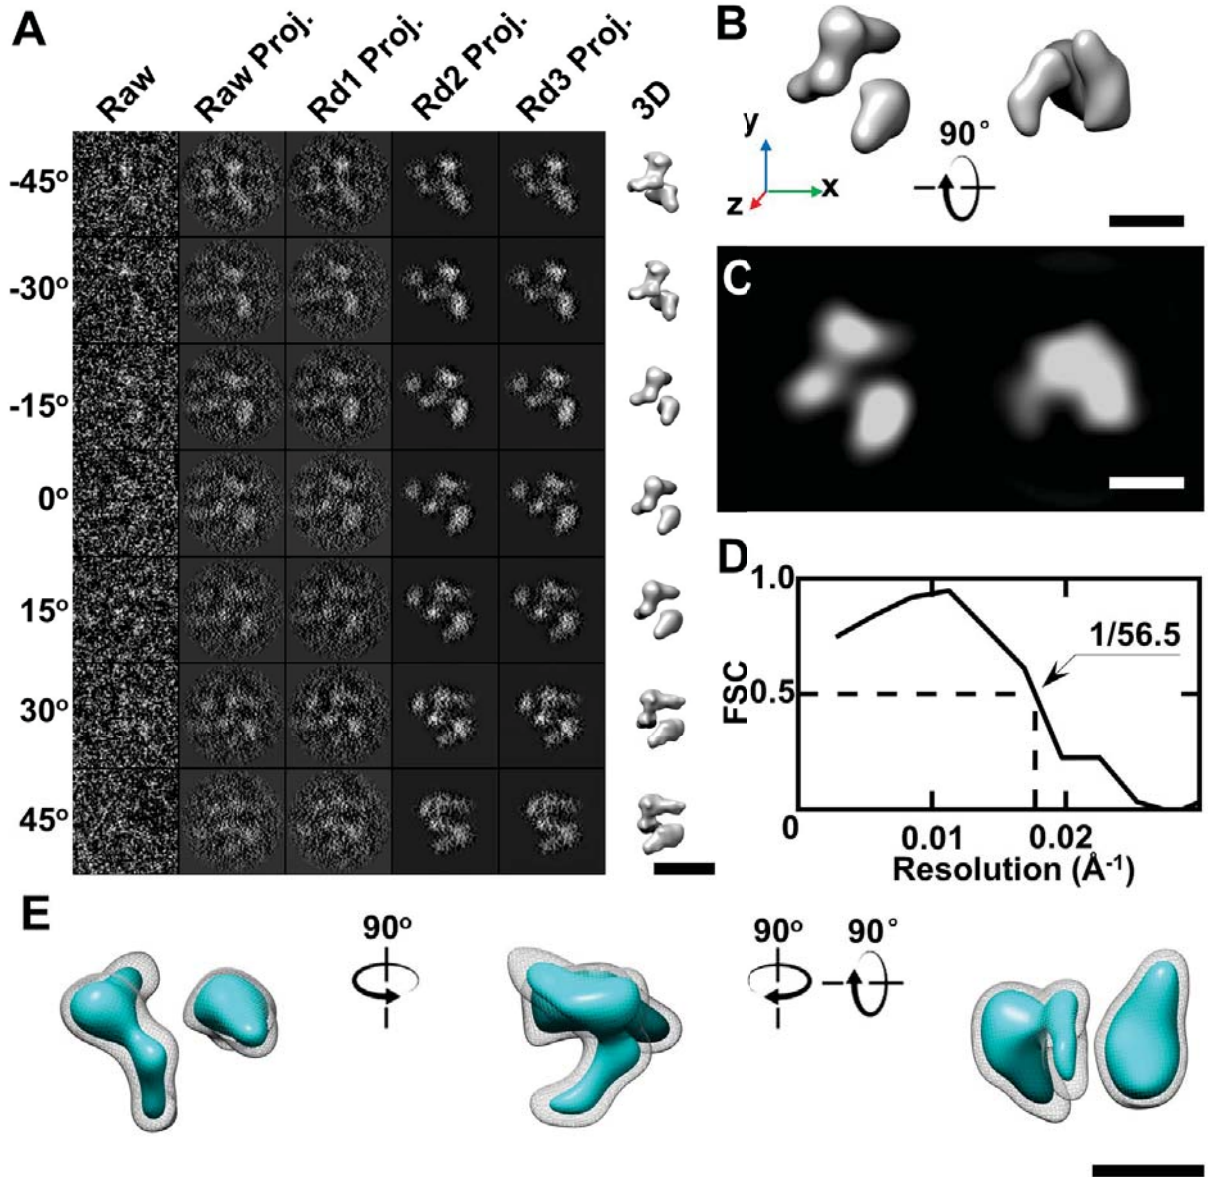 A
Raw
Raw Proj.
Rd1 Proj.
Rd2 Proj.
Rd3 Proj.
3D
-45°
-30°
-15°
0°
15°
30°
45°
B
y
x
z
90°
C
D
1.0
0.5
FSC
1/56.5
0
0.01
0.02
Resolution (Å⁻¹)
E
90°
90°
90°